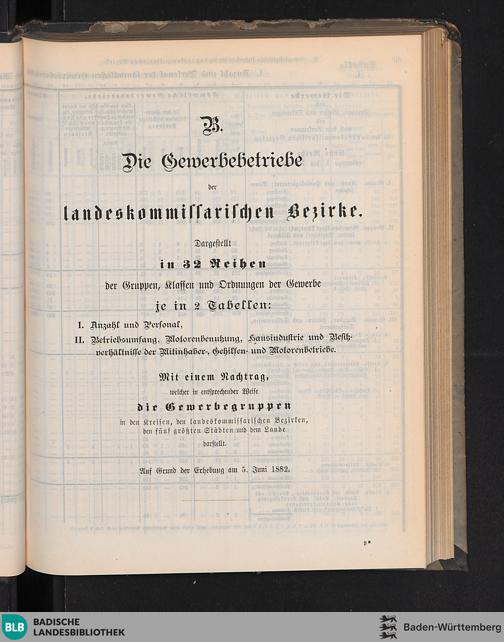 B.
Die Gewerbebetriebe
der
landeskommissarischen Bezirke.
Dargestellt
in 32 Reihen
der Gruppen, Klassen und Ordnungen der Gewerbe
je in 2 Tabellen:
I. Anzahl und Personal,
II. Betriebsumfang, Motorenbenutzung, Hausindustrie und Besitz-
verhältnisse der Mitinhaber-, Gehilfen- und Motorenbetriebe.
Mit einem Nachtrag,
welcher in entsprechender Weise
die Gewerbegruppen
in den Kreisen, den landeskommissarischen Bezirken,
den fünf größten Städten und dem Lande
darstellt.
Auf Grund der Erhebung am 5. Juni 1882.
BLB BADISCHE
LANDESBIBLIOTHEK
Baden-Württemberg